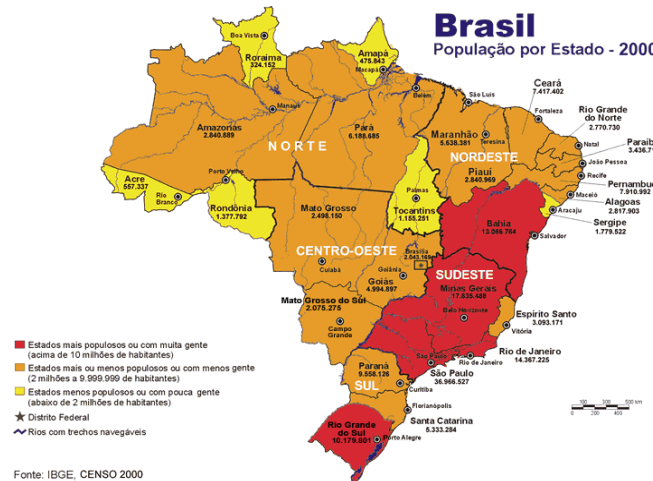 Brasil
População por Estado - 2000
Boa Vista
Roraima
324.152
Amapá
475.843
Macapá
Manaus
Belém
São Luis
Ceará
7.417.402
Fortaleza
Rio Grande
do Norte
2.770.730
Natal
Amazonas
2.840.889
Pará
6.188.685
Maranhão
5.638.381
Teresina
NORTE
NORDESTE
Piauí
2.840.969
Paraíb
3.436.71
João Pessoa
Recife
Pernambuc
7.910.992
Maceió
Alagoas
2.817.903
Aracaju
Sergipe
1.779.522
Acre
557.337
Rio
Branco
Porto Velho
Rondônia
1.377.792
Mato Grosso
2.498.150
Palmas
Tocantins
1.155.251
Bahia
13.066.764
Salvador
CENTRO-OESTE
Brasília
Cuiabá
Goiânia
Goiás
4.994.897
SUDESTE
Minas Gerais
17.835.488
Belo Horizonte
Espírito Santo
3.093.171
Vitória
Mato Grosso do Sul
2.075.275
Campo
Grande
São Paulo
Rio de Janeiro
Rio de Janeiro
14.367.225
São Paulo
36.966.527
Paraná
9.558.126
Curitiba
SUL
Florianópolis
Santa Catarina
5.333.284
Rio Grande
do Sul
10.179.801
Porto Alegre
Estados mais populosos ou com muita gente
(acima de 10 milhões de habitantes)
Estados mais ou menos populosos ou com menos gente
(2 milhões a 9.999.999 de habitantes)
Estados menos populosos ou com pouca gente
(abaixo de 2 milhões de habitantes)
Distrito Federal
Rios com trechos navegáveis
Fonte: IBGE, CENSO 2000